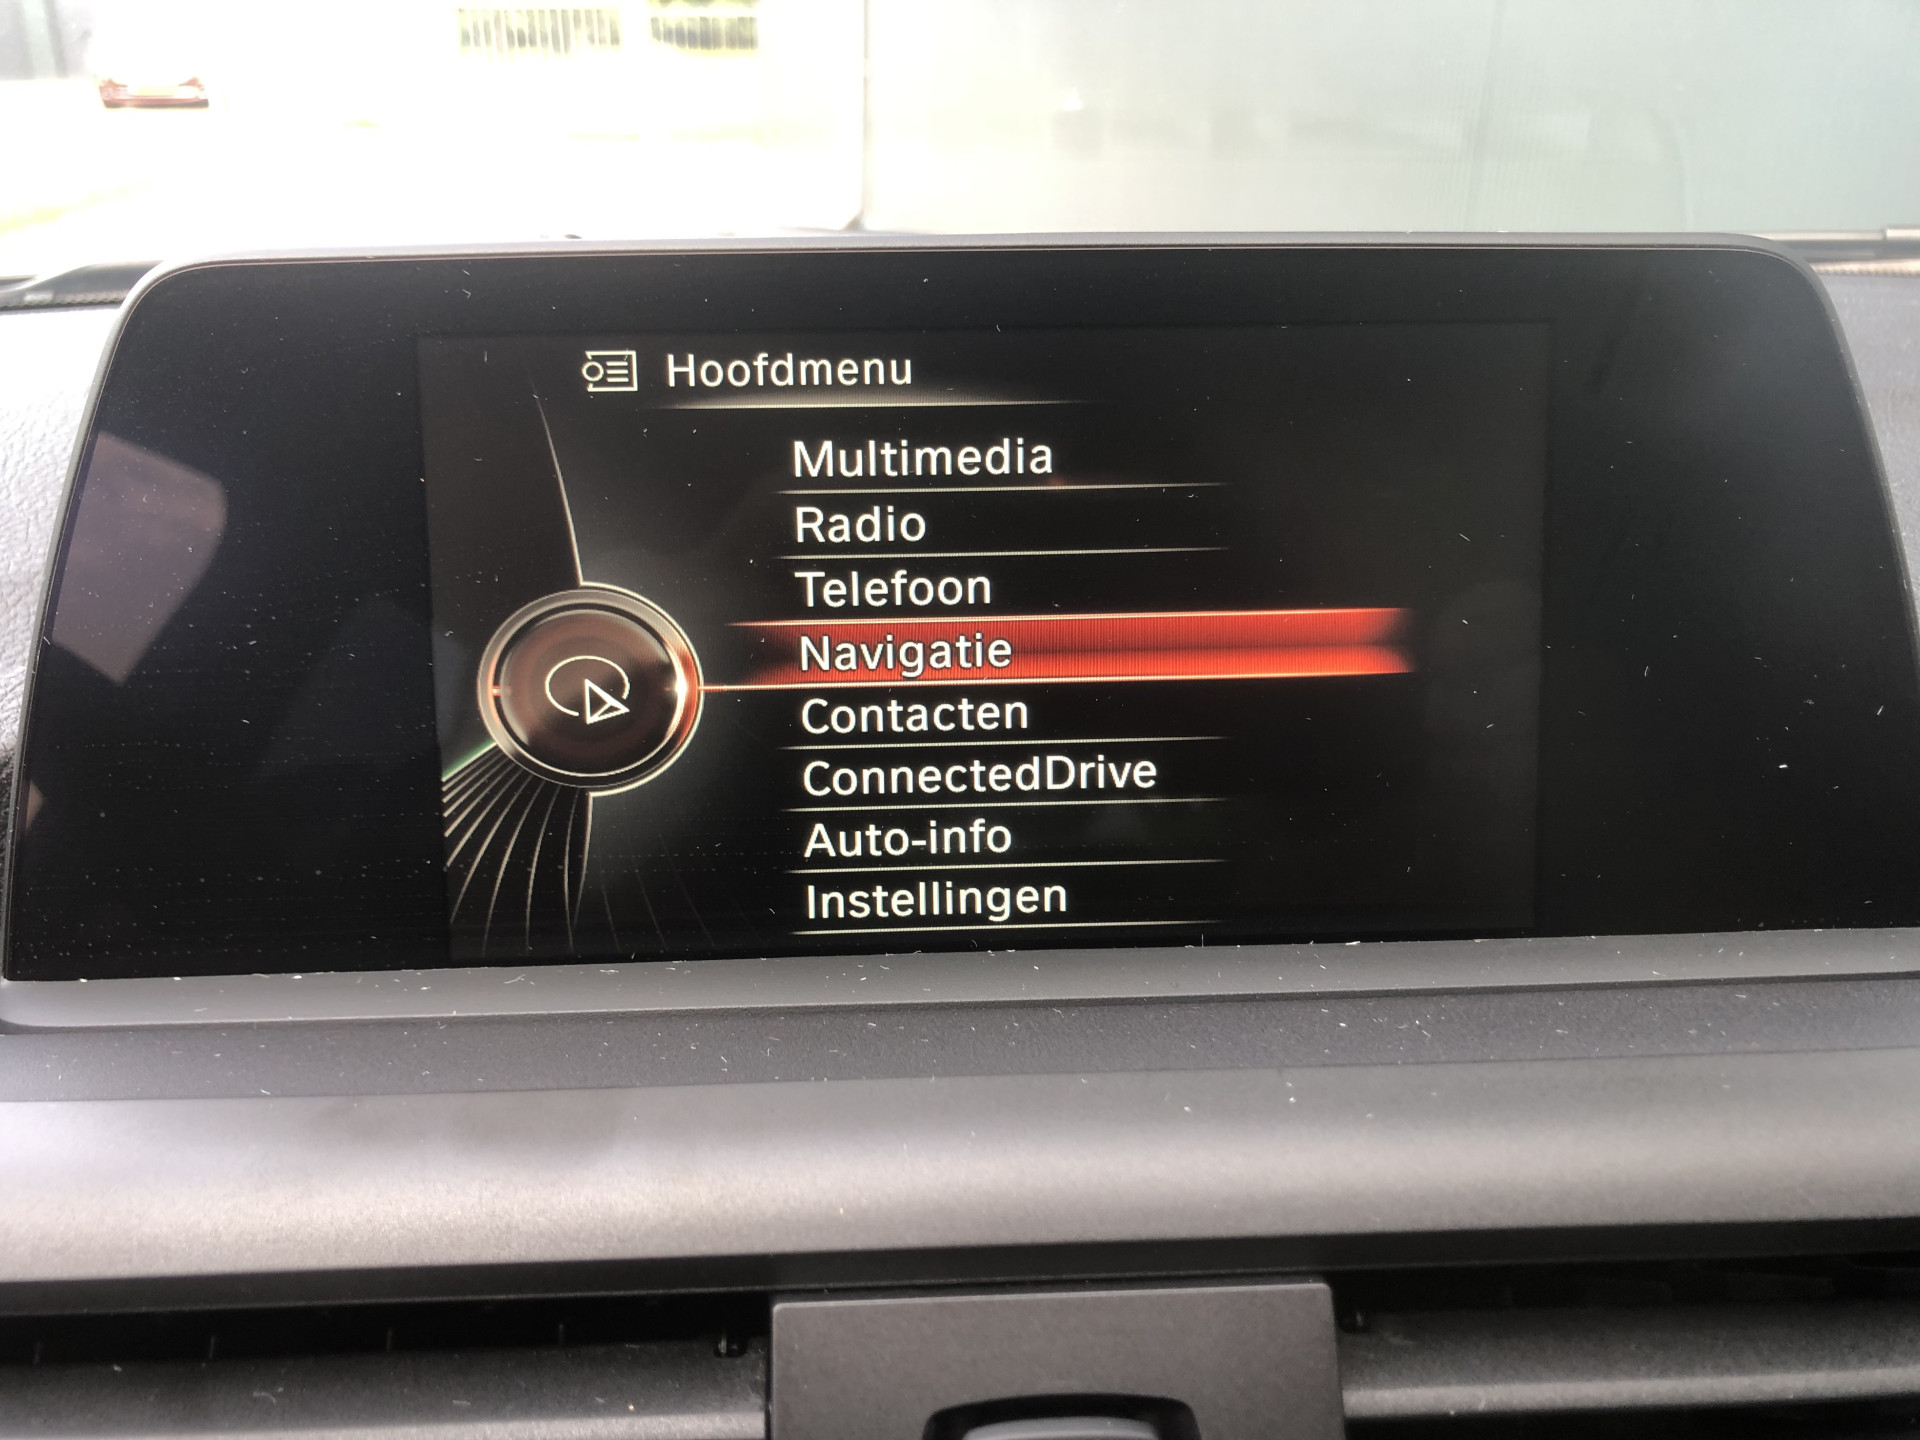 Hoofdmenu
Multimedia
Radio
Telefoon
Navigatie
Contacten
ConnectedDrive
Auto-info
Instellingen